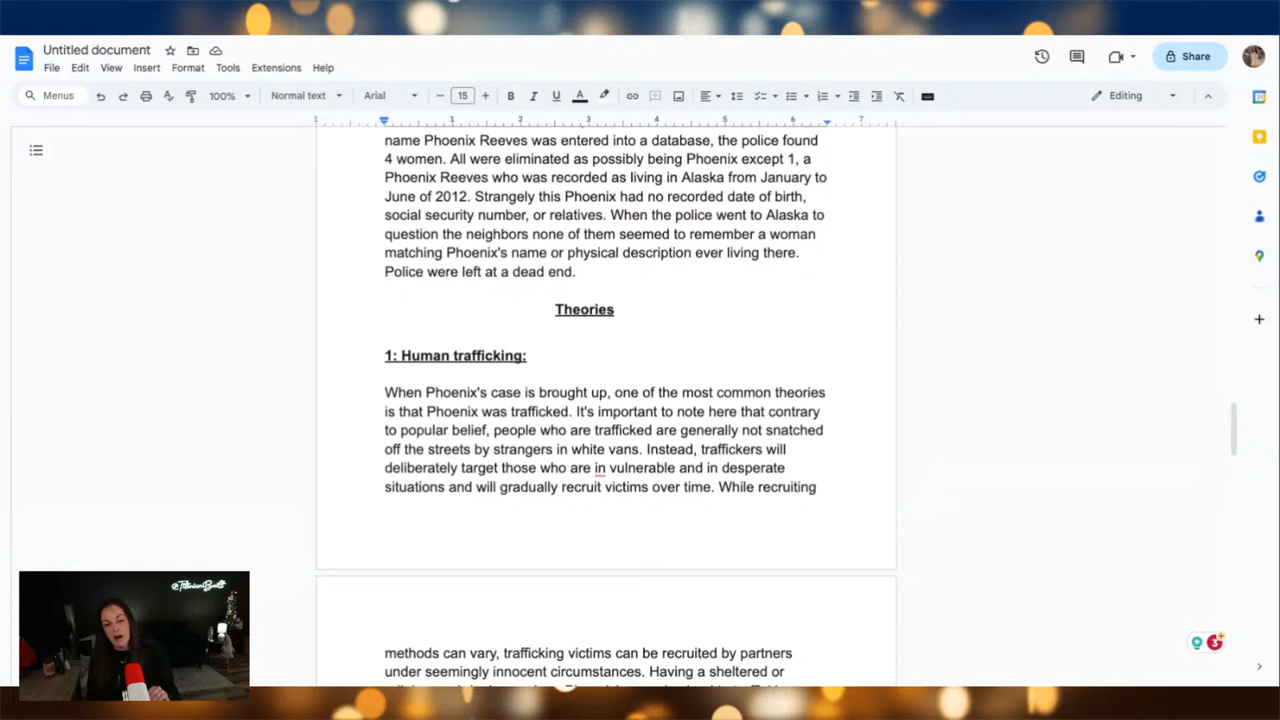 Untitled document
File Edit View Insert Format Tools Extensions Help
Share
Menus 100% Normal text Arial 15 B I U A Editing
1 1 2 3 4 5 6 7
name Phoenix Reeves was entered into a database, the police found
4 women. All were eliminated as possibly being Phoenix except 1, a
Phoenix Reeves who was recorded as living in Alaska from January to
June of 2012. Strangely this Phoenix had no recorded date of birth,
social security number, or relatives. When the police went to Alaska to
question the neighbors none of them seemed to remember a woman
matching Phoenix's name or physical description ever living there.
Police were left at a dead end.
Theories
1: Human trafficking:
When Phoenix's case is brought up, one of the most common theories
is that Phoenix was trafficked. It's important to note here that contrary
to popular belief, people who are trafficked are generally not snatched
off the streets by strangers in white vans. Instead, traffickers will
deliberately target those who are in vulnerable and in desperate
situations and will gradually recruit victims over time. While recruiting
methods can vary, trafficking victims can be recruited by partners
under seemingly innocent circumstances. Having a sheltered or
3